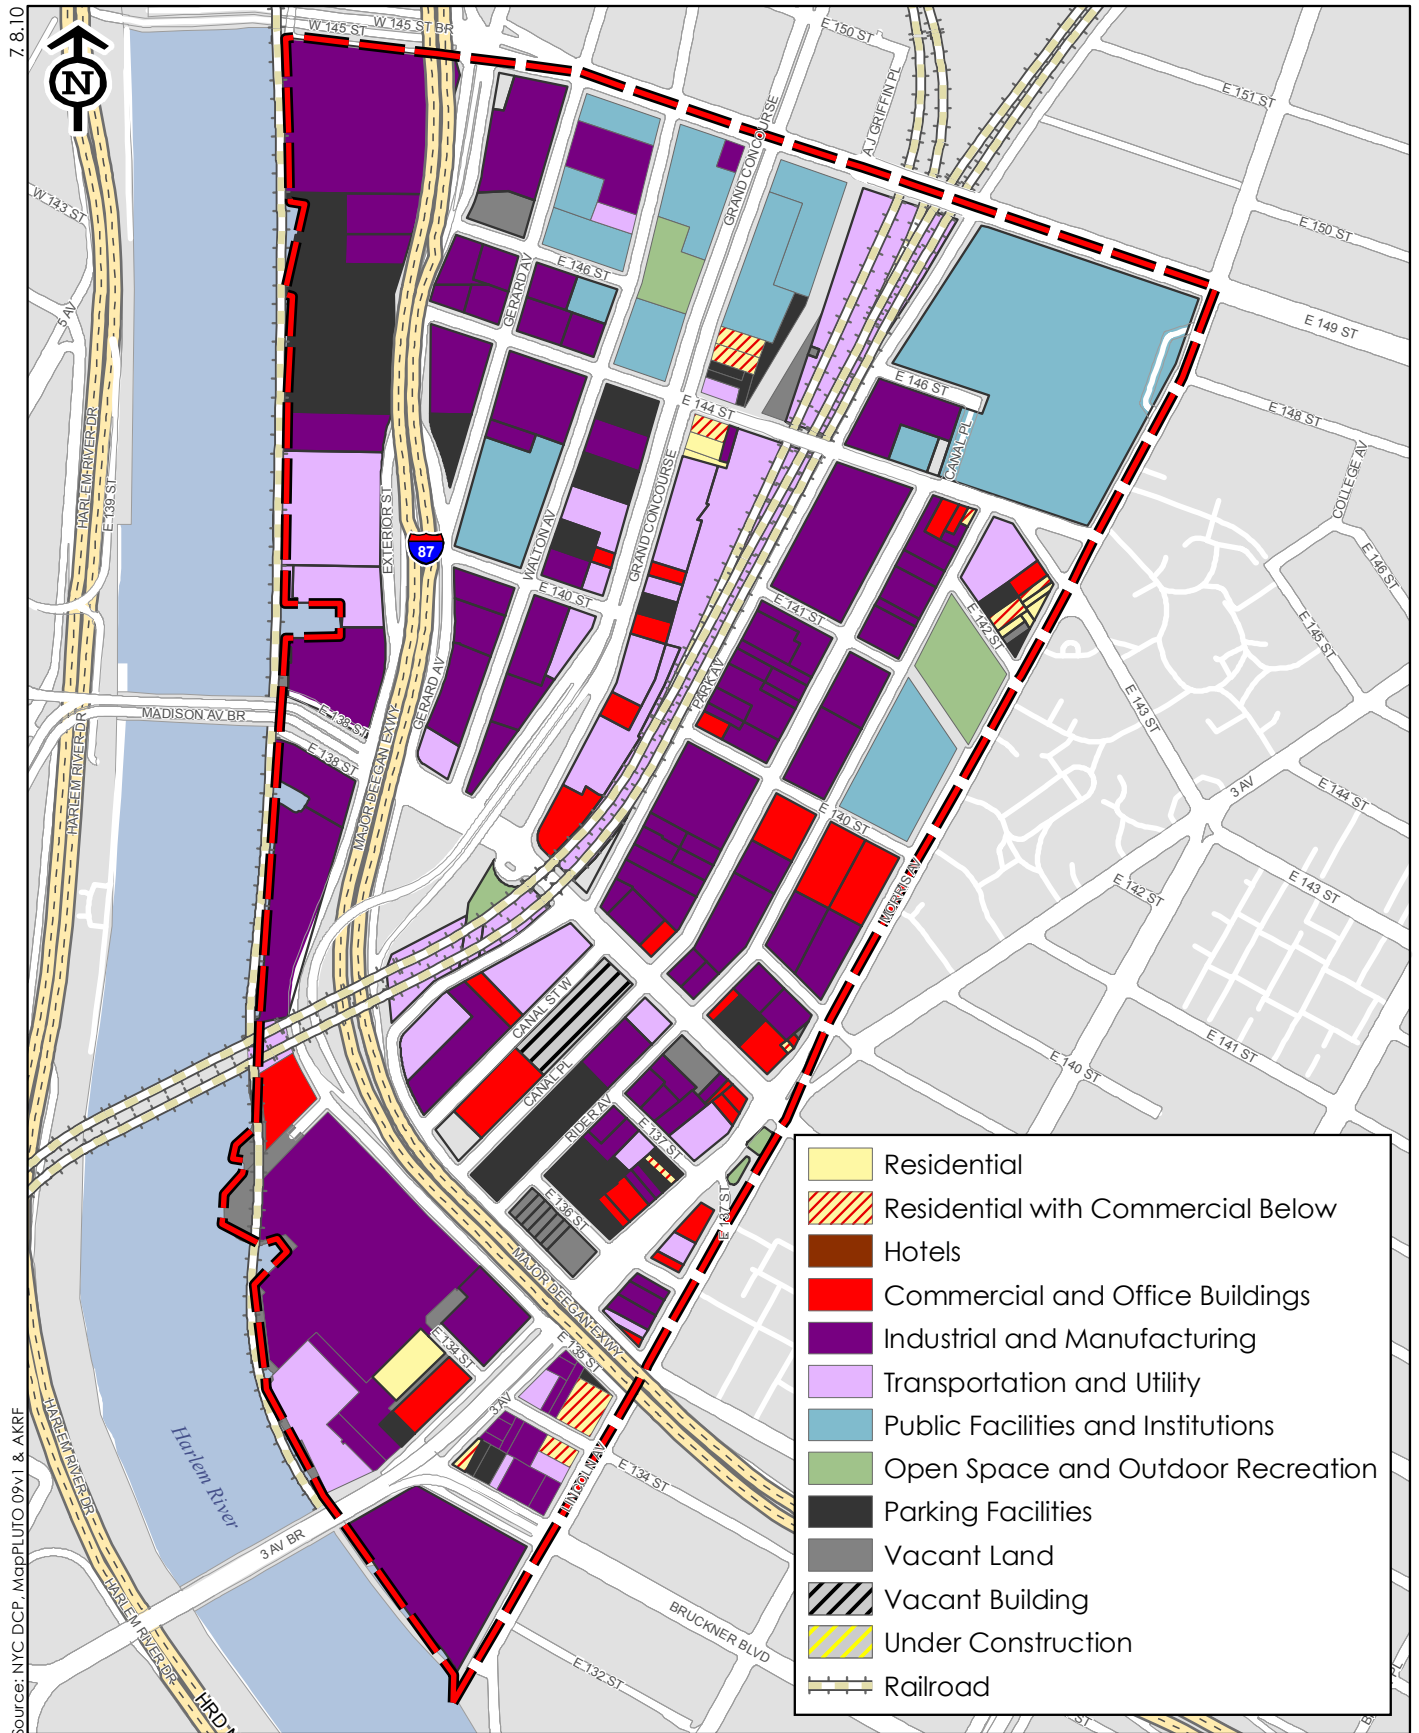 7.8.10
N
W 145 ST
W 145 ST BR
E 150 ST
A J GRIFFIN PL
E 151 ST
GRAND CONCOURSE
W 143 ST
E 150 ST
5 AV
E 146 ST
GERARD AV
E 149 ST
HARLEM RIVER DR
E 139 ST
E 146 ST
E 148 ST
E 144 ST
CANAL PL
COLLEGE AV
EXTERIOR ST
87
WALTON AV
GRAND CONCOURSE
E 146 ST
E 140 ST
E 141 ST
E 142 ST
E 145 ST
PARK AV
GERARD AV
MADISON AV BR
E 138 ST
E 138 ST
E 143 ST
HARLEM RIVER DR
MAJOR DEEGAN EXWY
3 AV
E 144 ST
E 140 ST
MORRIS AV
E 142 ST
E 143 ST
CANAL ST W
CANAL PL
E 141 ST
E 140 ST
RIDER AV
E 137 ST
E 136 ST
E 137 ST
MAJOR DEEGAN EXWY
E 134 ST
E 135 ST
3 AV
LINCOLN AV
E 134 ST
HARLEM RIVER DR
Harlem River
3 AV BR
HARLEM RIVER DR
BRUCKNER BLVD
E 132 ST
Residential
Residential with Commercial Below
Hotels
Commercial and Office Buildings
Industrial and Manufacturing
Transportation and Utility
Public Facilities and Institutions
Open Space and Outdoor Recreation
Parking Facilities
Vacant Land
Vacant Building
Under Construction
Railroad
Source: NYC DCP, MapPLUTO 09v1 & AKRF